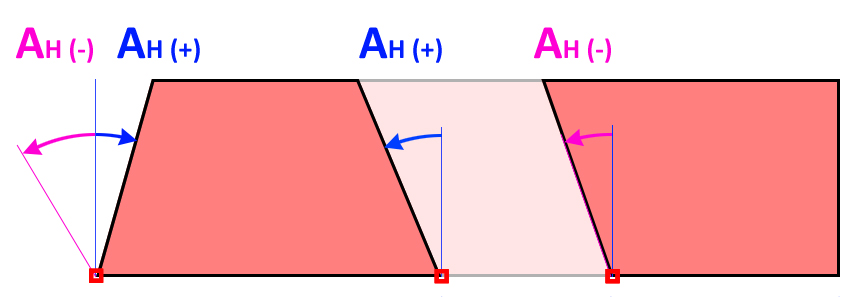 AH (-) AH (+) AH (+) AH (-)